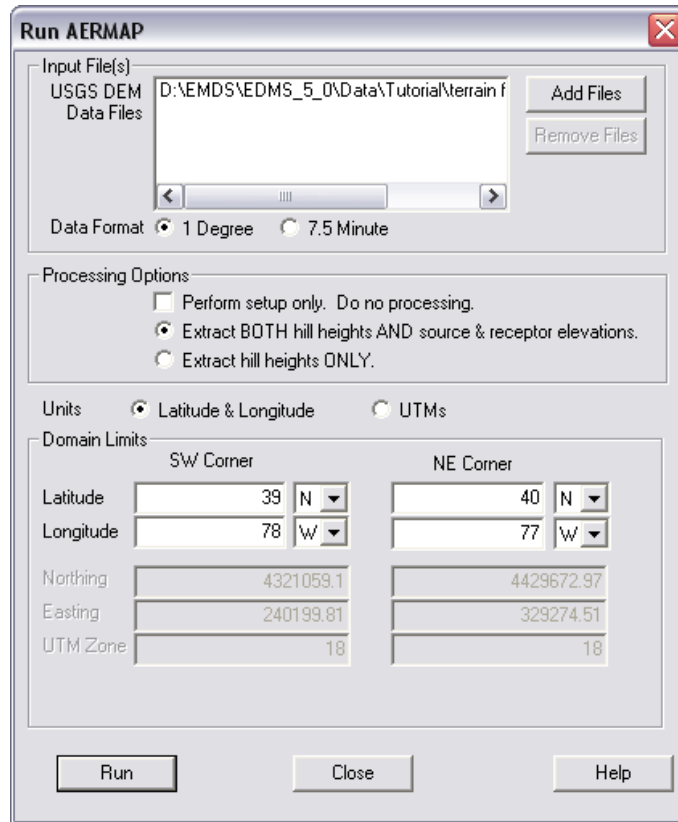 Run AERMAP
Input File(s)
USGS DEM Data Files
D:\EMDS\EDMS_5_0\Data\Tutorial\terrain f
Add Files
Remove Files
Data Format 1 Degree 7.5 Minute
Processing Options
Perform setup only. Do no processing.
Extract BOTH hill heights AND source & receptor elevations.
Extract hill heights ONLY.
Units Latitude & Longitude UTMs
Domain Limits
SW Corner NE Corner
Latitude 39 N 40 N
Longitude 78 W 77 W
Northing 4321059.1 4429672.97
Easting 240199.81 329274.51
UTM Zone 18 18
Run Close Help